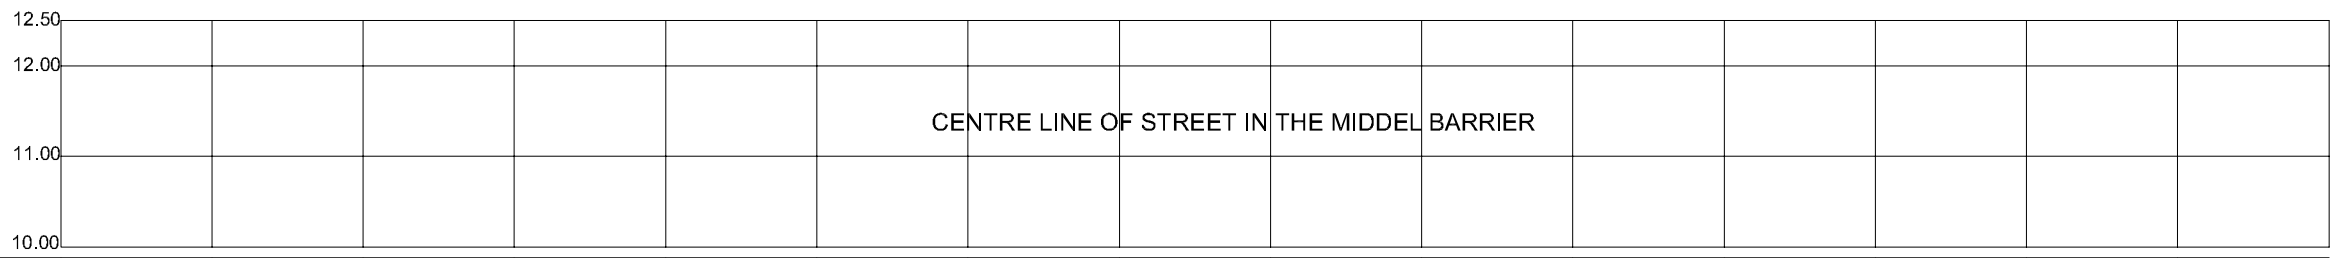 12.50
12.00
CENTRE LINE OF STREET IN THE MIDDEL BARRIER
11.00
10.00